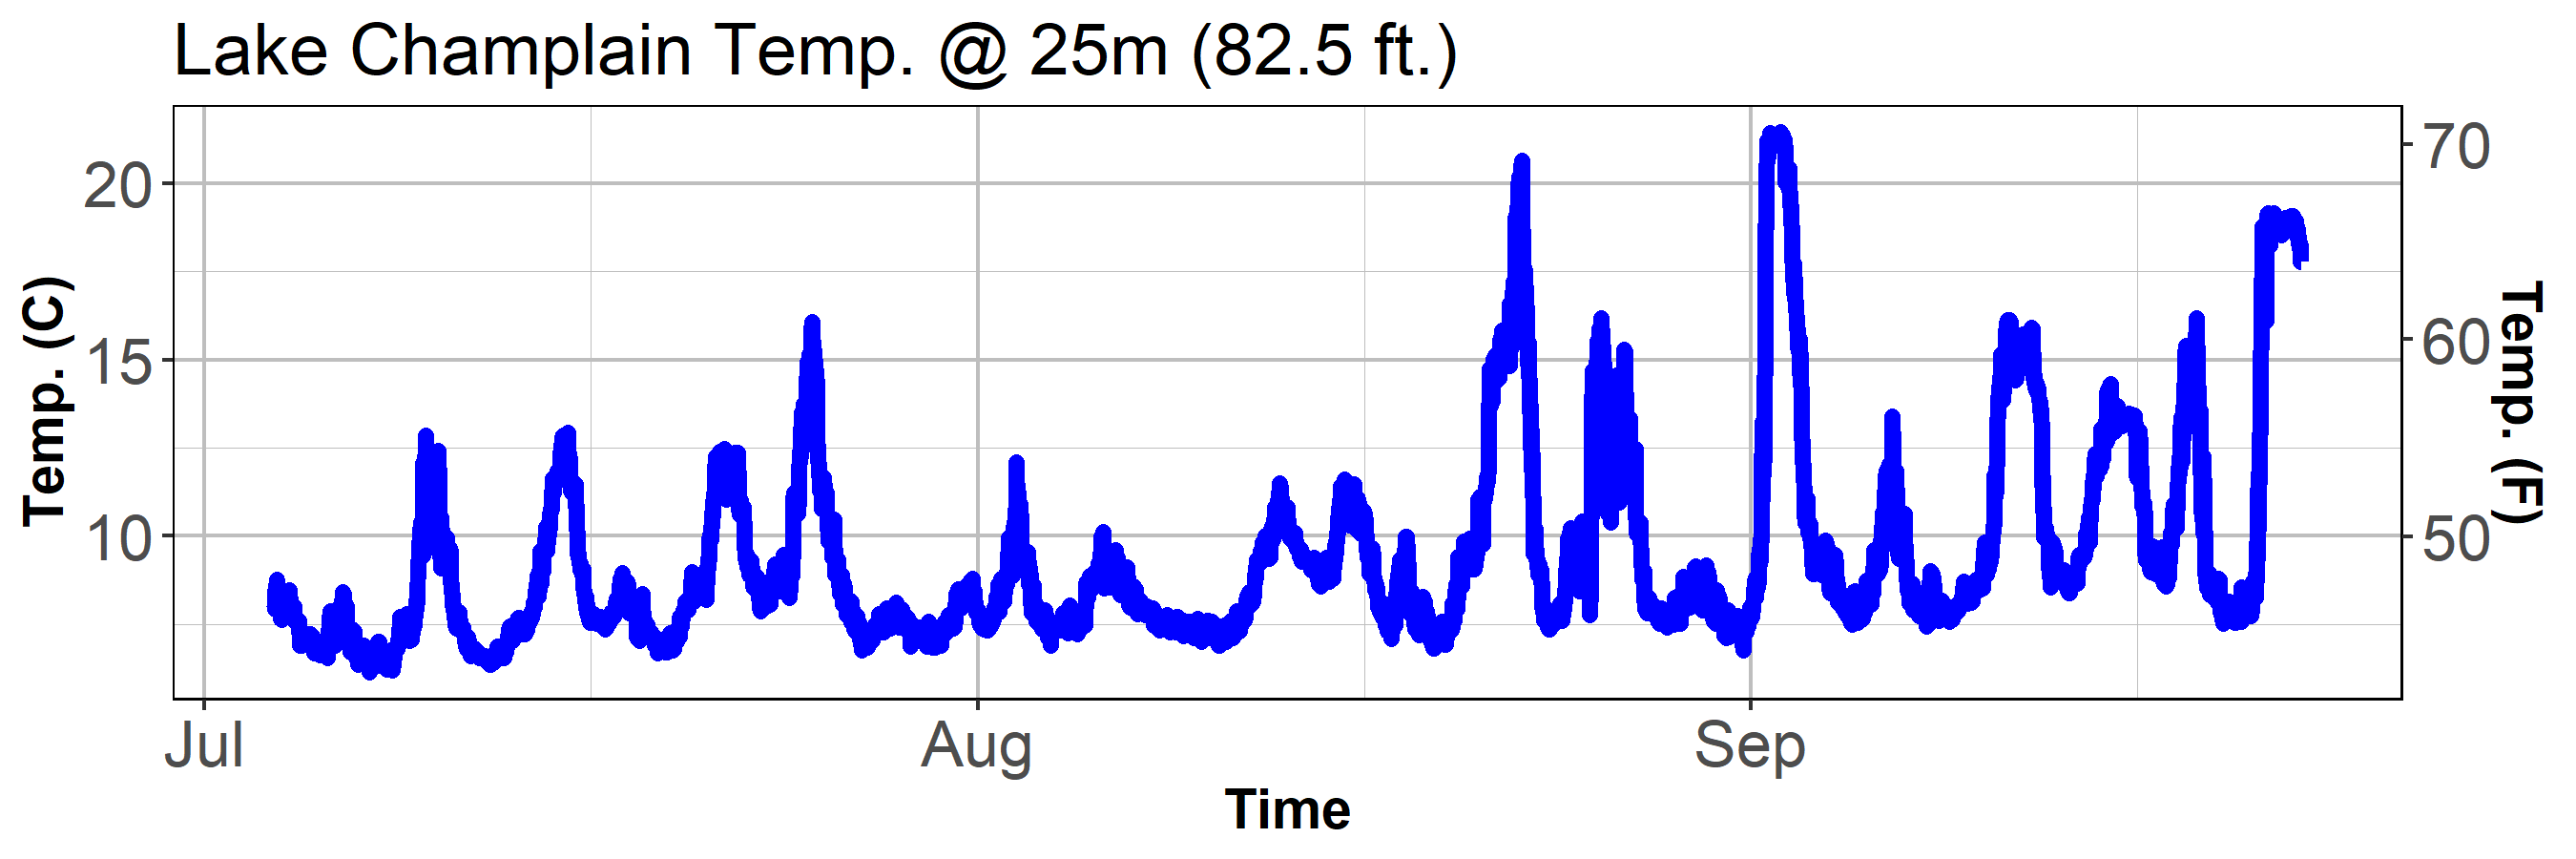 Lake Champlain Temp. @ 25m (82.5 ft.)
Temp. (C)
20
15
10
70
60
50
Temp. (F)
Jul Aug Sep
Time